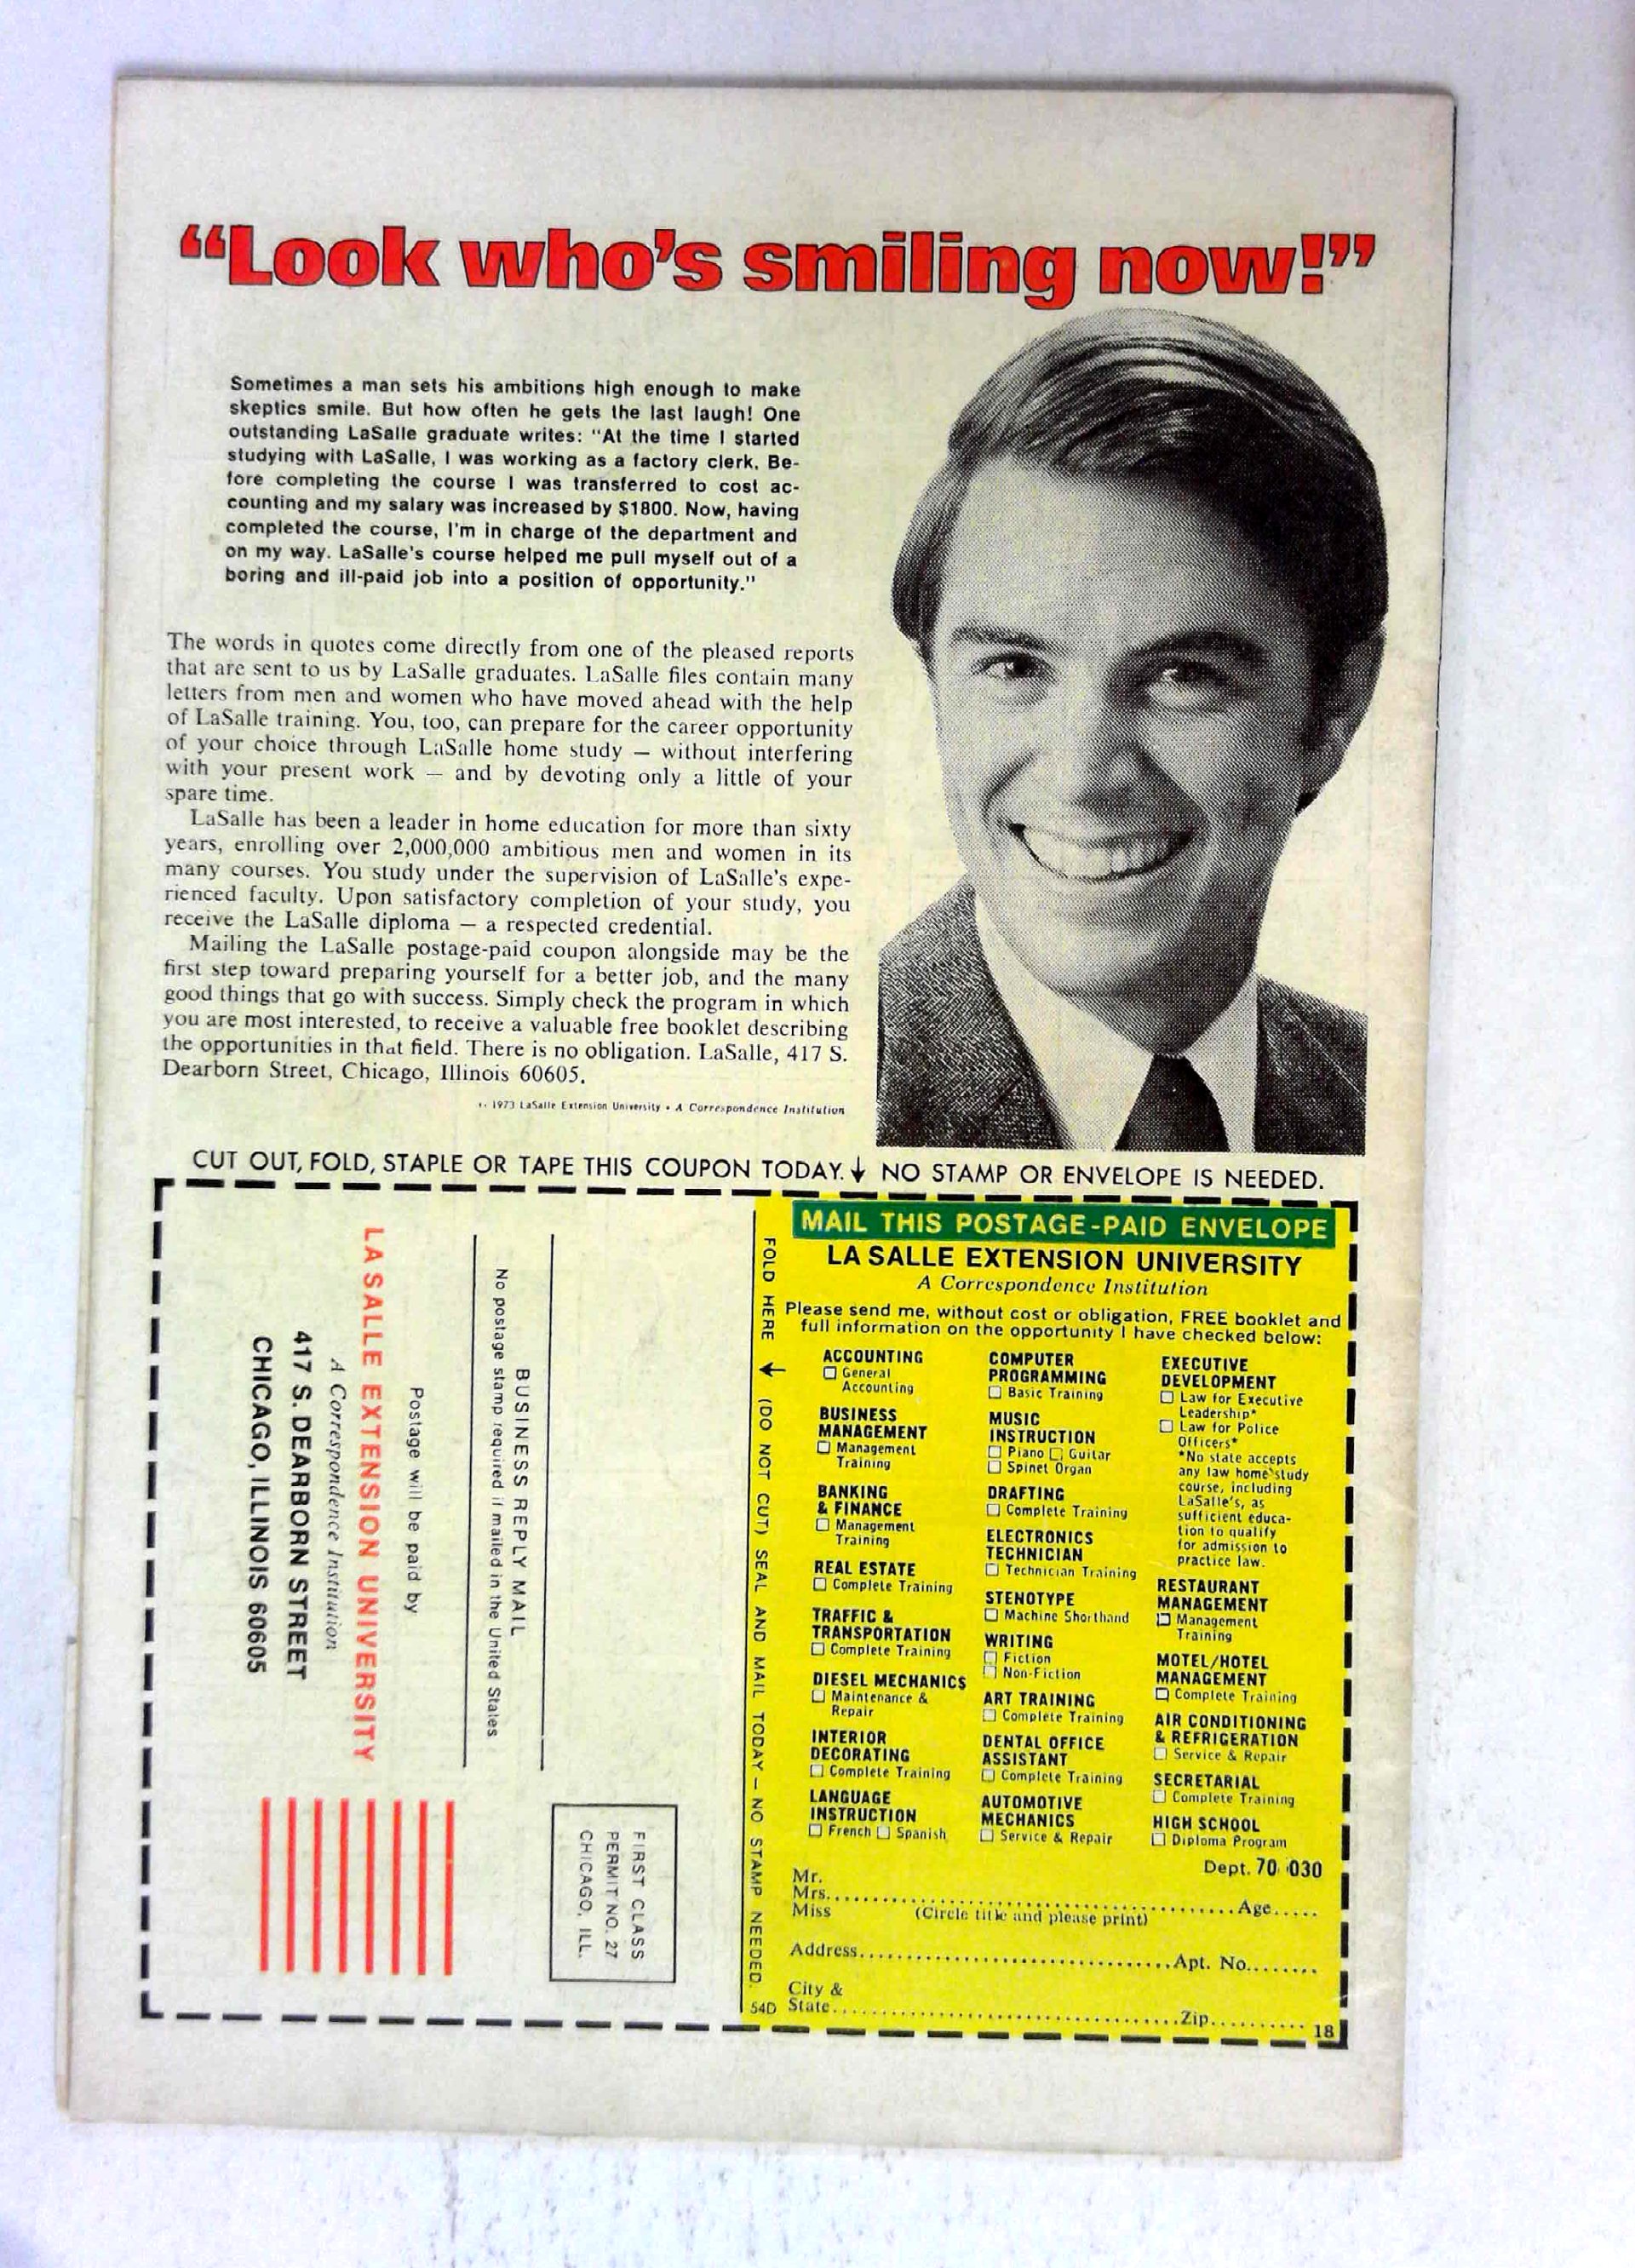 “Look who’s smiling now!”
Sometimes a man sets his ambitions high enough to make
skeptics smile. But how often he gets the last laugh! One
outstanding LaSalle graduate writes: "At the time I started
studying with LaSalle, I was working as a factory clerk. Be-
fore completing the course I was transferred to cost ac-
counting and my salary was increased by $1800. Now, having
completed the course, I'm in charge of the department and
on my way. LaSalle's course helped me pull myself out of a
boring and ill-paid job into a position of opportunity."
The words in quotes come directly from one of the pleased reports
that are sent to us by LaSalle graduates. LaSalle files contain many
letters from men and women who have moved ahead with the help
of LaSalle training. You, too, can prepare for the career opportunity
of your choice through LaSalle home study — without interfering
with your present work — and by devoting only a little of your
spare time.
LaSalle has been a leader in home education for more than sixty
years, enrolling over 2,000,000 ambitious men and women in its
many courses. You study under the supervision of LaSalle's expe-
rienced faculty. Upon satisfactory completion of your study, you
receive the LaSalle diploma — a respected credential.
Mailing the LaSalle postage-paid coupon alongside may be the
first step toward preparing yourself for a better job, and the many
good things that go with success. Simply check the program in which
you are most interested, to receive a valuable free booklet describing
the opportunities in that field. There is no obligation. LaSalle, 417 S.
Dearborn Street, Chicago, Illinois 60605.
1973 LaSalle Extension University • A Correspondence Institution
CUT OUT, FOLD, STAPLE OR TAPE THIS COUPON TODAY. ↓ NO STAMP OR ENVELOPE IS NEEDED.
FIRST CLASS
PERMIT NO. 27
CHICAGO, ILL.
BUSINESS REPLY MAIL
No postage stamp required if mailed in the United States
Postage will be paid by
LA SALLE EXTENSION UNIVERSITY
A Correspondence Institution
417 S. DEARBORN STREET
CHICAGO, ILLINOIS 60605
FOLD HERE ↓ (DO NOT CUT) SEAL AND MAIL TODAY — NO STAMP NEEDED.
54D
MAIL THIS POSTAGE-PAID ENVELOPE
LA SALLE EXTENSION UNIVERSITY
A Correspondence Institution
Please send me, without cost or obligation, FREE booklet and
full information on the opportunity I have checked below:
ACCOUNTING
☐ General
Accounting
BUSINESS
MANAGEMENT
☐ Management
Training
BANKING
& FINANCE
☐ Management
Training
REAL ESTATE
☐ Complete Training
TRAFFIC &
TRANSPORTATION
☐ Complete Training
DIESEL MECHANICS
☐ Maintenance &
Repair
INTERIOR
DECORATING
☐ Complete Training
LANGUAGE
INSTRUCTION
☐ French ☐ Spanish
COMPUTER
PROGRAMMING
☐ Basic Training
MUSIC
INSTRUCTION
☐ Piano ☐ Guitar
☐ Spinet Organ
DRAFTING
☐ Complete Training
ELECTRONICS
TECHNICIAN
☐ Technician Training
STENOTYPE
☐ Machine Shorthand
WRITING
☐ Fiction
☐ Non-Fiction
ART TRAINING
☐ Complete Training
DENTAL OFFICE
ASSISTANT
☐ Complete Training
AUTOMOTIVE
MECHANICS
☐ Service & Repair
EXECUTIVE
DEVELOPMENT
☐ Law for Executive
Leadership*
☐ Law for Police
Officers*
*No state accepts
any law home study
course, including
LaSalle's, as
sufficient educa-
tion to qualify
for admission to
practice law.
RESTAURANT
MANAGEMENT
☐ Management
Training
MOTEL/HOTEL
MANAGEMENT
☐ Complete Training
AIR CONDITIONING
& REFRIGERATION
☐ Service & Repair
SECRETARIAL
☐ Complete Training
HIGH SCHOOL
☐ Diploma Program
Dept. 70 030
Mr.
Mrs. ........ Age.....
Miss (Circle title and please print)
Address........ Apt. No........
City &
State........ Zip..........
18